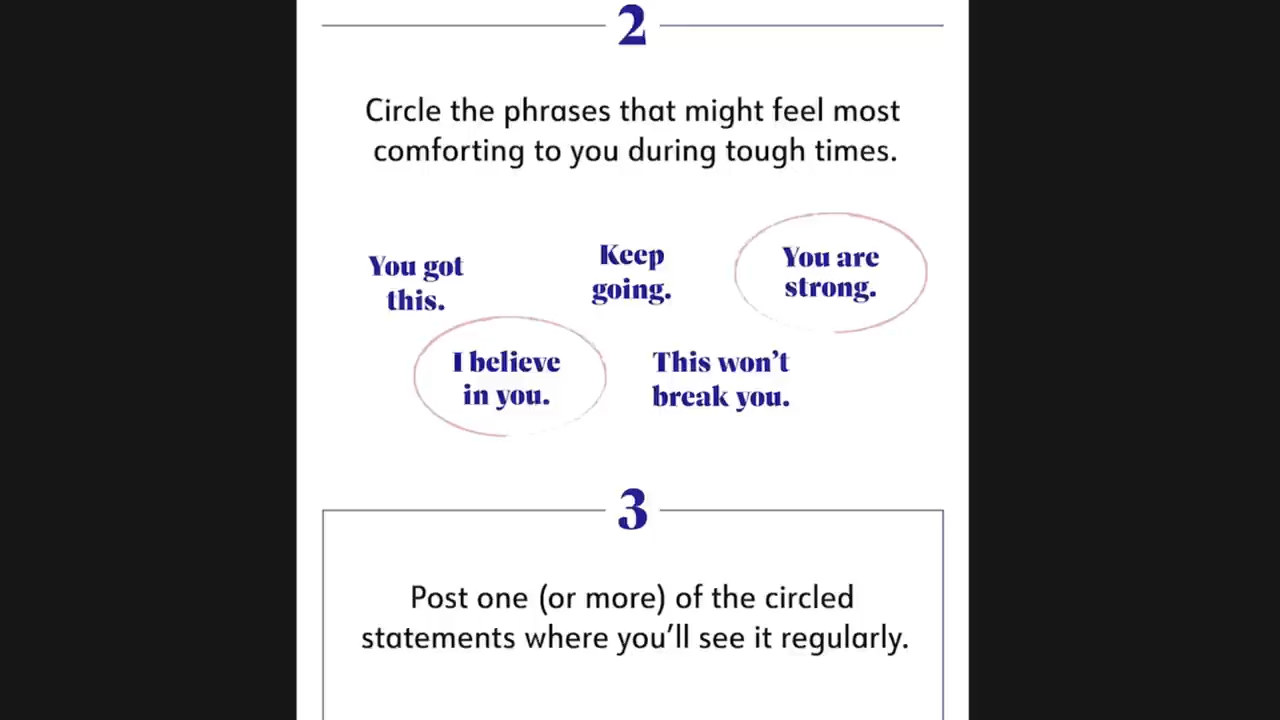 2
Circle the phrases that might feel most
comforting to you during tough times.
You got
this.
Keep
going.
You are
strong.
I believe
in you.
This won’t
break you.
3
Post one (or more) of the circled
statements where you’ll see it regularly.